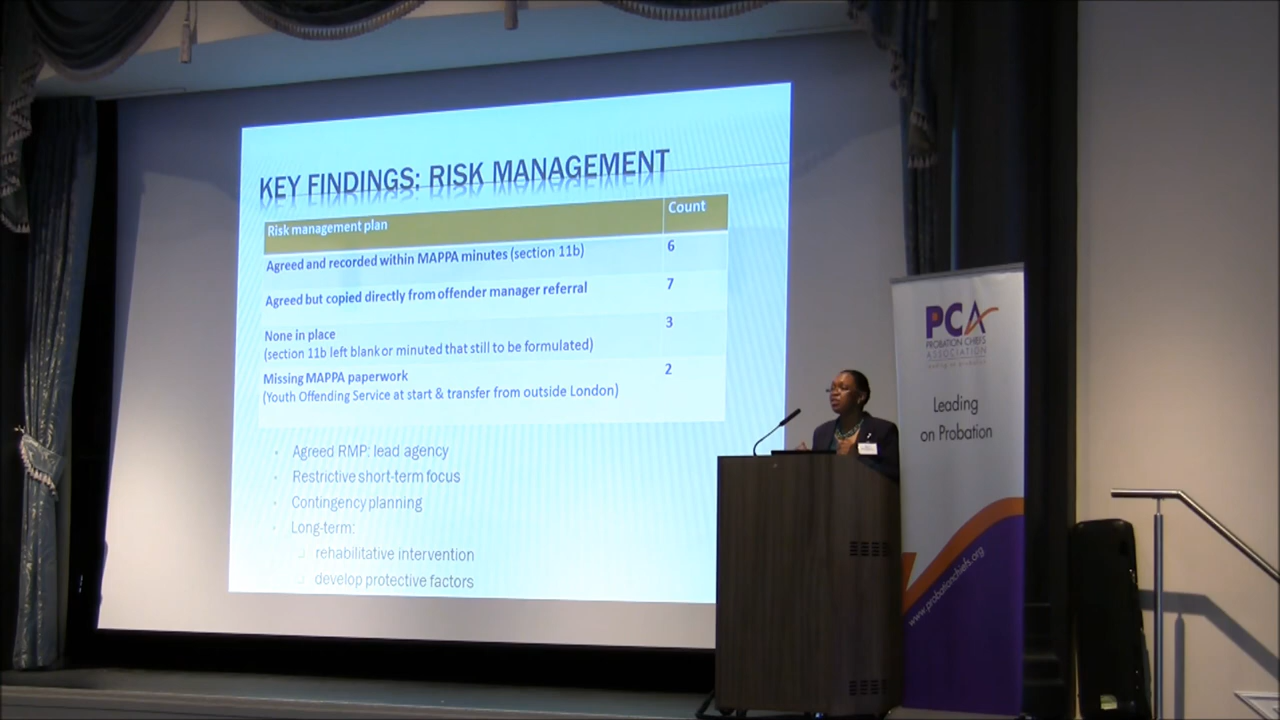 KEY FINDINGS: RISK MANAGEMENT
Risk management plan Count
Agreed and recorded within MAPPA minutes (section 11b) 6
Agreed but copied directly from offender manager referral 7
None in place 3
(section 11b left blank or minuted that still to be formulated)
Missing MAPPA paperwork 2
(Youth Offending Service at start & transfer from outside London)
Agreed RMP: lead agency
Restrictive short-term focus
Contingency planning
Long-term:
rehabilitative intervention
develop protective factors
PCA
PROBATION CHIEFS
ASSOCIATION
Leading
on Probation
www.probationchiefs.org